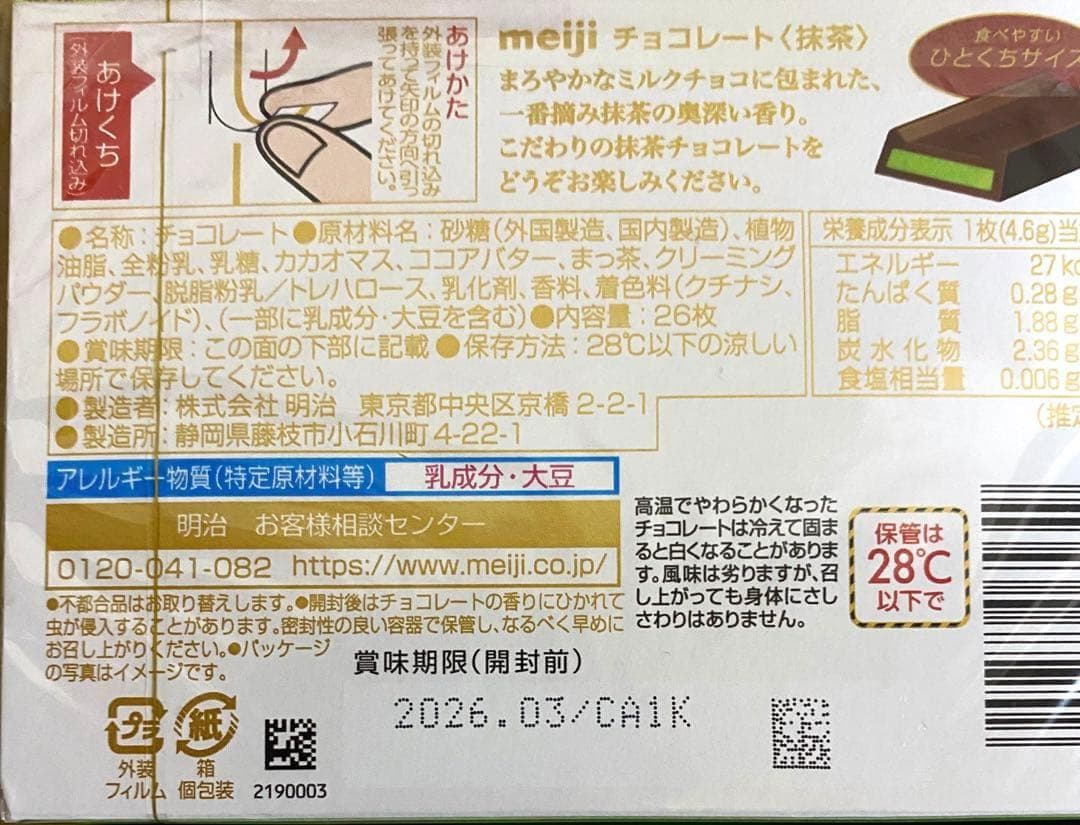 あけくち
(外装フィルム切れ込み)
あけかた
外装フィルムの切れ込み
を持って矢印の方向へ引っ
張ってあけてください。
meiji チョコレート〈抹茶〉
まろやかなミルクチョコに包まれた、
一番摘み抹茶の奥深い香り。
こだわりの抹茶チョコレートを
どうぞお楽しみください。
食べやすい
ひとくちサイズ
●名称:チョコレート●原材料名:砂糖(外国製造、国内製造)、植物
油脂、全粉乳、乳糖、カカオマス、ココアバター、まっ茶、クリーミング
パウダー、脱脂粉乳/トレハロース、乳化剤、香料、着色料(クチナシ、
フラボノイド)、(一部に乳成分・大豆を含む)●内容量:26枚
●賞味期限:この面の下部に記載●保存方法:28℃以下の涼しい
場所で保存してください。
●製造者:株式会社 明治 東京都中央区京橋 2-2-1
●製造所:静岡県藤枝市小石川町 4-22-1
栄養成分表示 1枚(4.6g)当
エネルギー 27
たんぱく質 0.28g
脂質 1.88g
炭水化物 2.36g
食塩相当量 0.006g
アレルギー物質(特定原材料等) 乳成分・大豆
明治 お客様相談センター
0120-041-082 https://www.meiji.co.jp/
●不都合品はお取り替えします。●開封後はチョコレートの香りにひかれて
虫が侵入することがあります。密封性の良い容器で保管し、なるべく早めに
お召し上がりください。●パッケージ
の写真はイメージです。
高温でやわらかくなった
チョコレートは冷えて固ま
ると白くなることがありま
す。風味は劣りますが、召
し上がっても身体にさし
さわりはありません。
保管は
28℃
以下で
賞味期限(開封前)
2026.03/CA1K
プラ
外装
フィルム
紙
箱
個包装
2190003